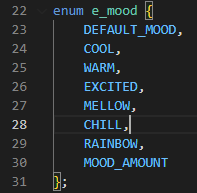 22 enum e_mood {
23 DEFAULT_MOOD,
24 COOL,
25 WARM,
26 EXCITED,
27 MELLOW,
28 CHILL,
29 RAINBOW,
30 MOOD_AMOUNT
31 };